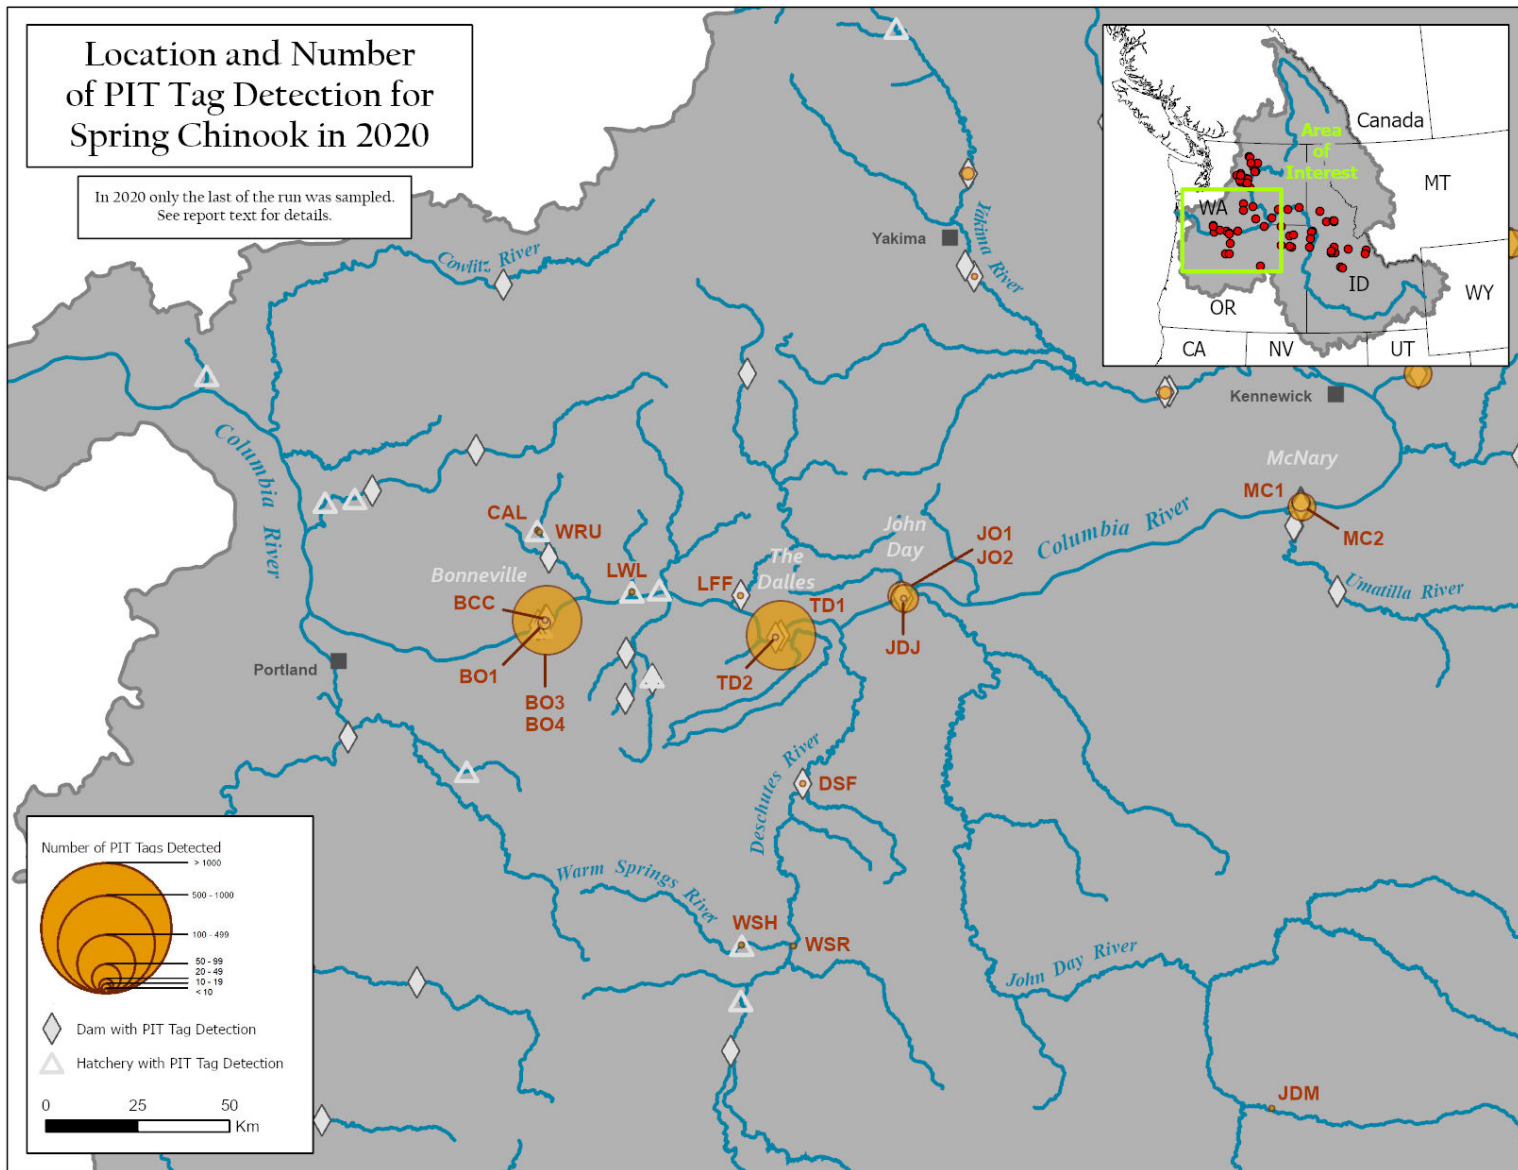 Location and Number
of PIT Tag Detection for
Spring Chinook in 2020
In 2020 only the last of the run was sampled.
See report text for details.
Canada
Area
of
Interest
MT
WA
ID
OR
WY
CA
NV
UT
Cowlitz River
Yakima
Yakima River
Kennewick
Columbia River
McNary
MC1
MC2
CAL
WRU
John
Day
JO1
JO2
Columbia River
Bonneville
LWL
LFF
The
Dalles
TD1
BCC
JDJ
Umatilla River
Portland
BO1
TD2
BO3
BO4
Deschutes River
DSF
Number of PIT Tags Detected
> 1000
500 - 1000
100 - 499
50 - 99
20 - 49
10 - 19
< 10
Dam with PIT Tag Detection
Hatchery with PIT Tag Detection
0 25 50
Km
Warm Springs River
WSH
WSR
John Day River
JDM